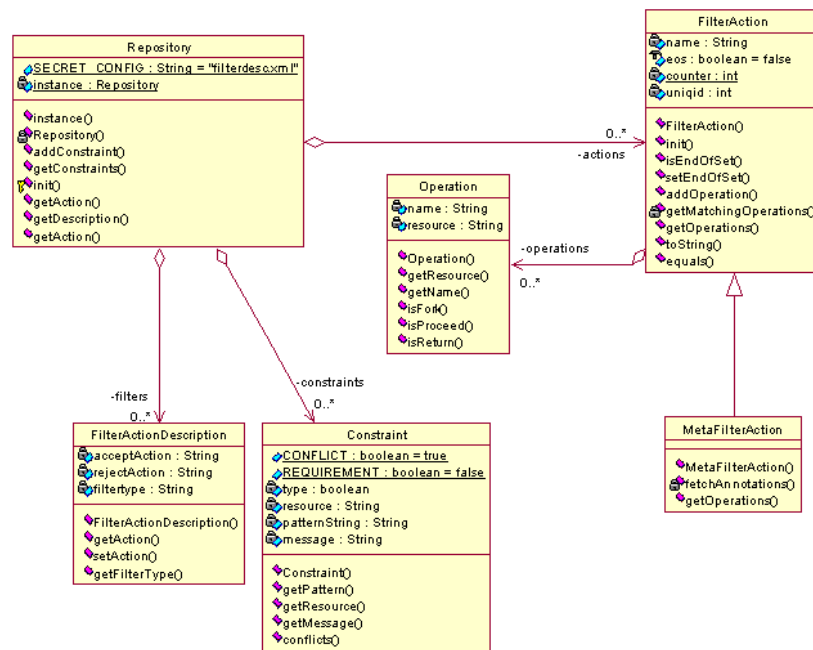 Repository
SECRET_CONFIG : String = "filterdesc.xml"
instance : Repository
instance()
Repository()
addConstraint()
getConstraints()
init()
getAction()
getDescription()
getAction()
FilterAction
name : String
eos : boolean = false
counter : int
uniqid : int
FilterAction()
init()
isEndOfSet()
setEndOfSet()
addOperation()
getMatchingOperations()
getOperations()
toString()
equals()
0..*
-actions
Operation
name : String
resource : String
Operation()
getResource()
getName()
isFork()
isProceed()
isReturn()
-operations
0..*
-filters
0..*
-constraints
0..*
FilterActionDescription
acceptAction : String
rejectAction : String
filtertype : String
FilterActionDescription()
getAction()
setAction()
getFilterType()
Constraint
CONFLICT : boolean = true
REQUIREMENT : boolean = false
type : boolean
resource : String
patternString : String
message : String
Constraint()
getPattern()
getResource()
getMessage()
conflicts()
MetaFilterAction
MetaFilterAction()
fetchAnnotations()
getOperations()